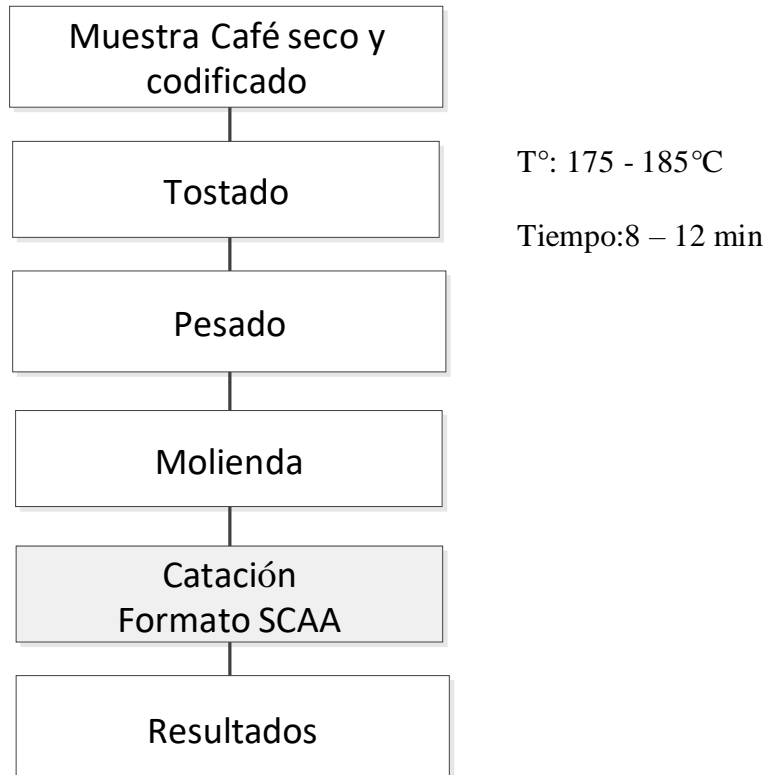 Muestra Café seco y
codificado
Tostado
T°: 175 - 185°C
Tiempo:8 – 12 min
Pesado
Molienda
Catación
Formato SCAA
Resultados